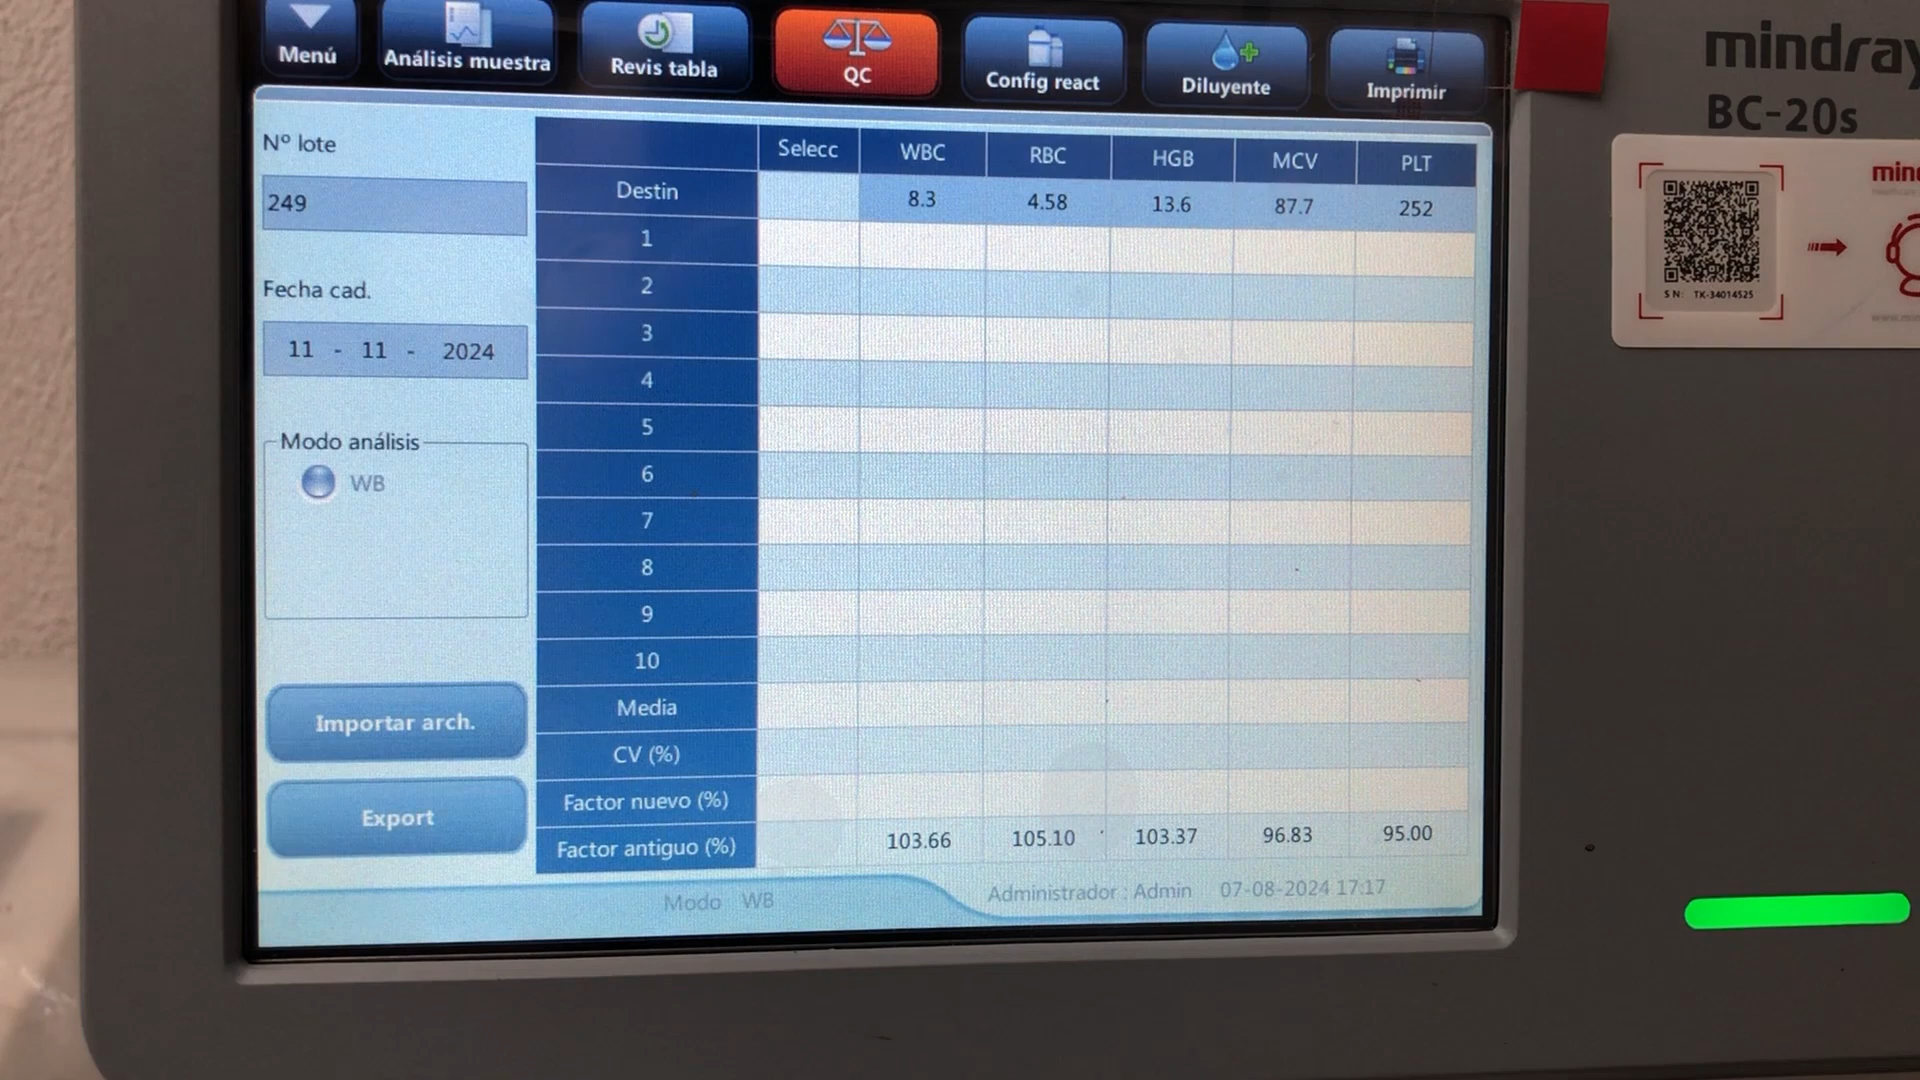 Menú
Análisis muestra
Revis tabla
QC
Config react
Diluyente
Imprimir
mindray
BC-20s
Nº lote
249
Fecha cad.
11 - 11 - 2024
Modo análisis
WB
Importar arch.
Export
Selecc WBC RBC HGB MCV PLT
Destin 8.3 4.58 13.6 87.7 252
1
2
3
4
5
6
7
8
9
10
Media
CV (%)
Factor nuevo (%)
Factor antiguo (%) 103.66 105.10 103.37 96.83 95.00
Modo WB
Administrador : Admin 07-08-2024 17:17
SN: TK-34014525